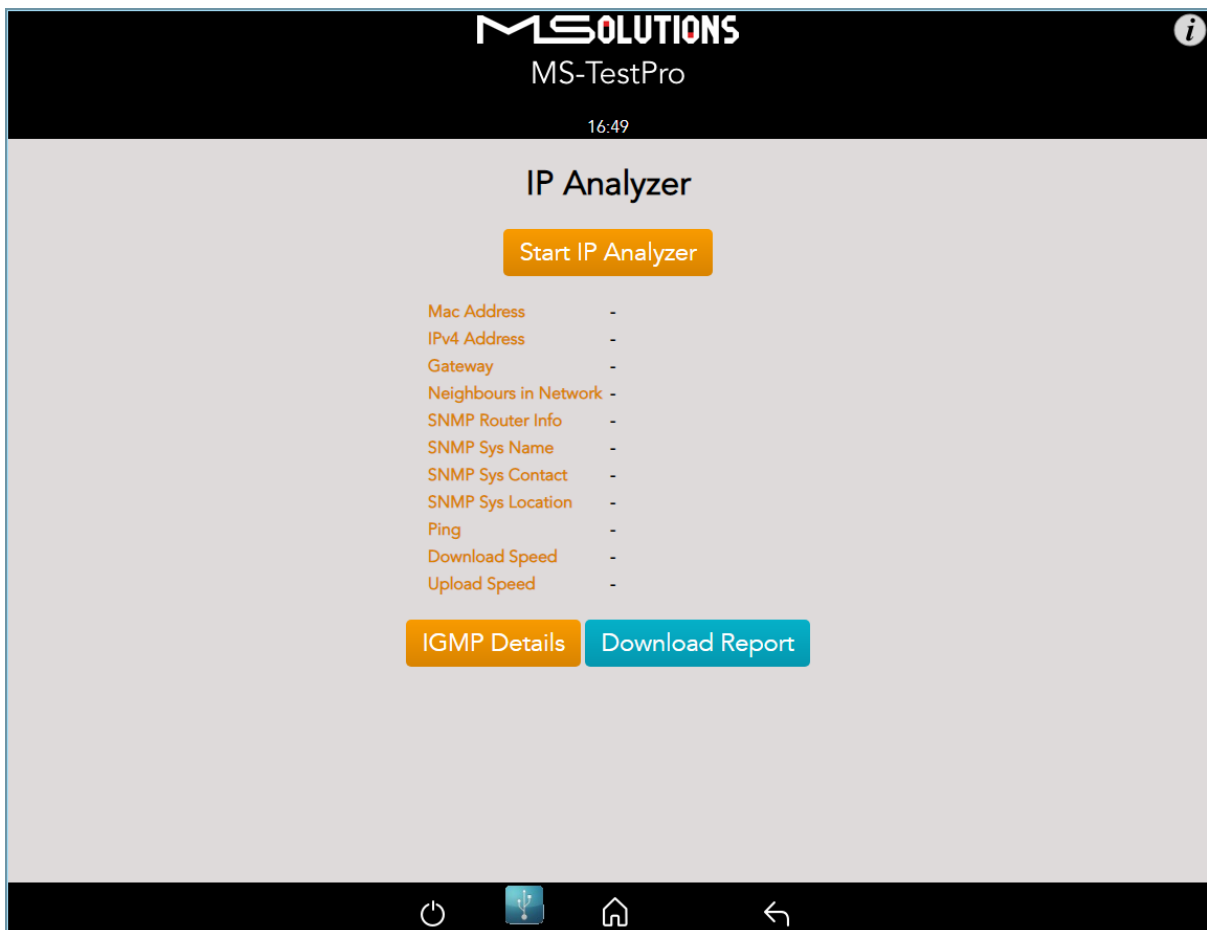 MSOLUTIONS
MS-TestPro
i
16:49
IP Analyzer
Start IP Analyzer
Mac Address -
IPv4 Address -
Gateway -
Neighbours in Network -
SNMP Router Info -
SNMP Sys Name -
SNMP Sys Contact -
SNMP Sys Location -
Ping -
Download Speed -
Upload Speed -
IGMP Details Download Report